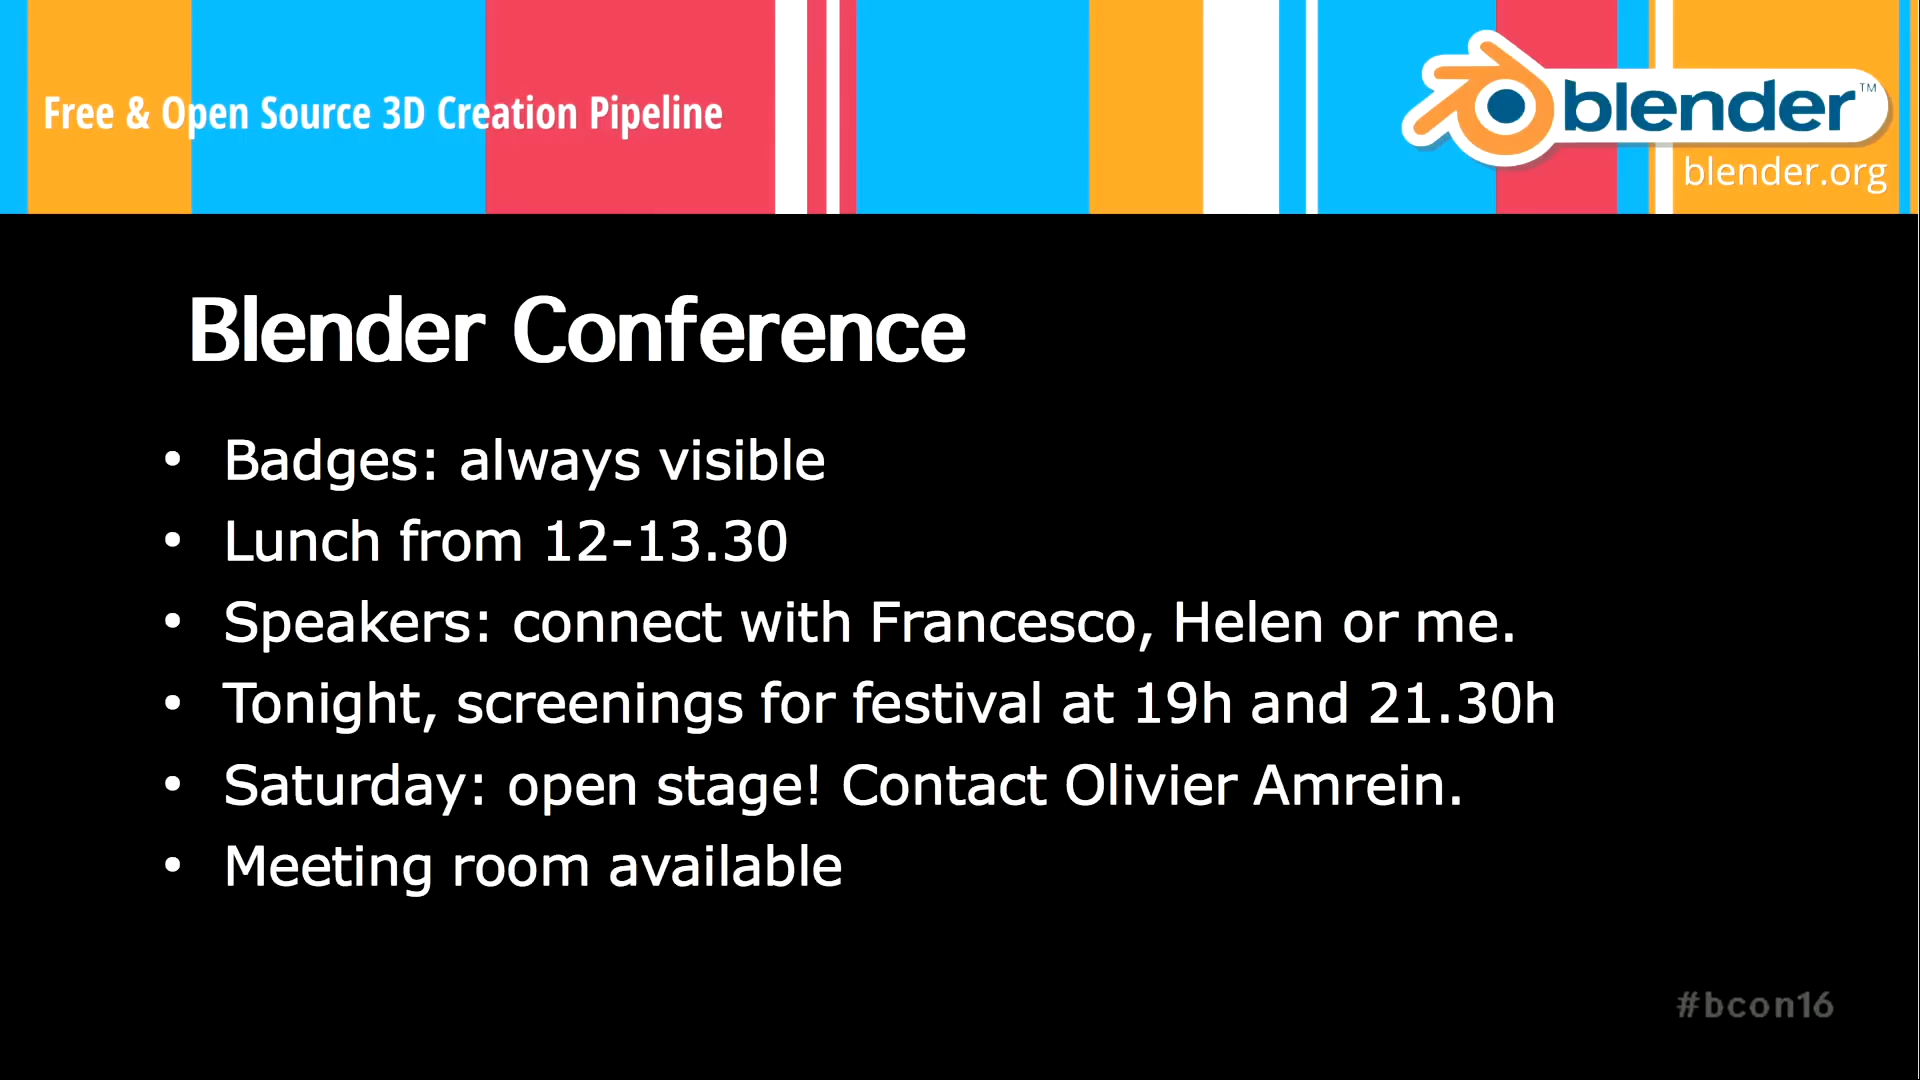 Free & Open Source 3D Creation Pipeline
blender™
blender.org
Blender Conference
• Badges: always visible
• Lunch from 12-13.30
• Speakers: connect with Francesco, Helen or me.
• Tonight, screenings for festival at 19h and 21.30h
• Saturday: open stage! Contact Olivier Amrein.
• Meeting room available
#bcon16